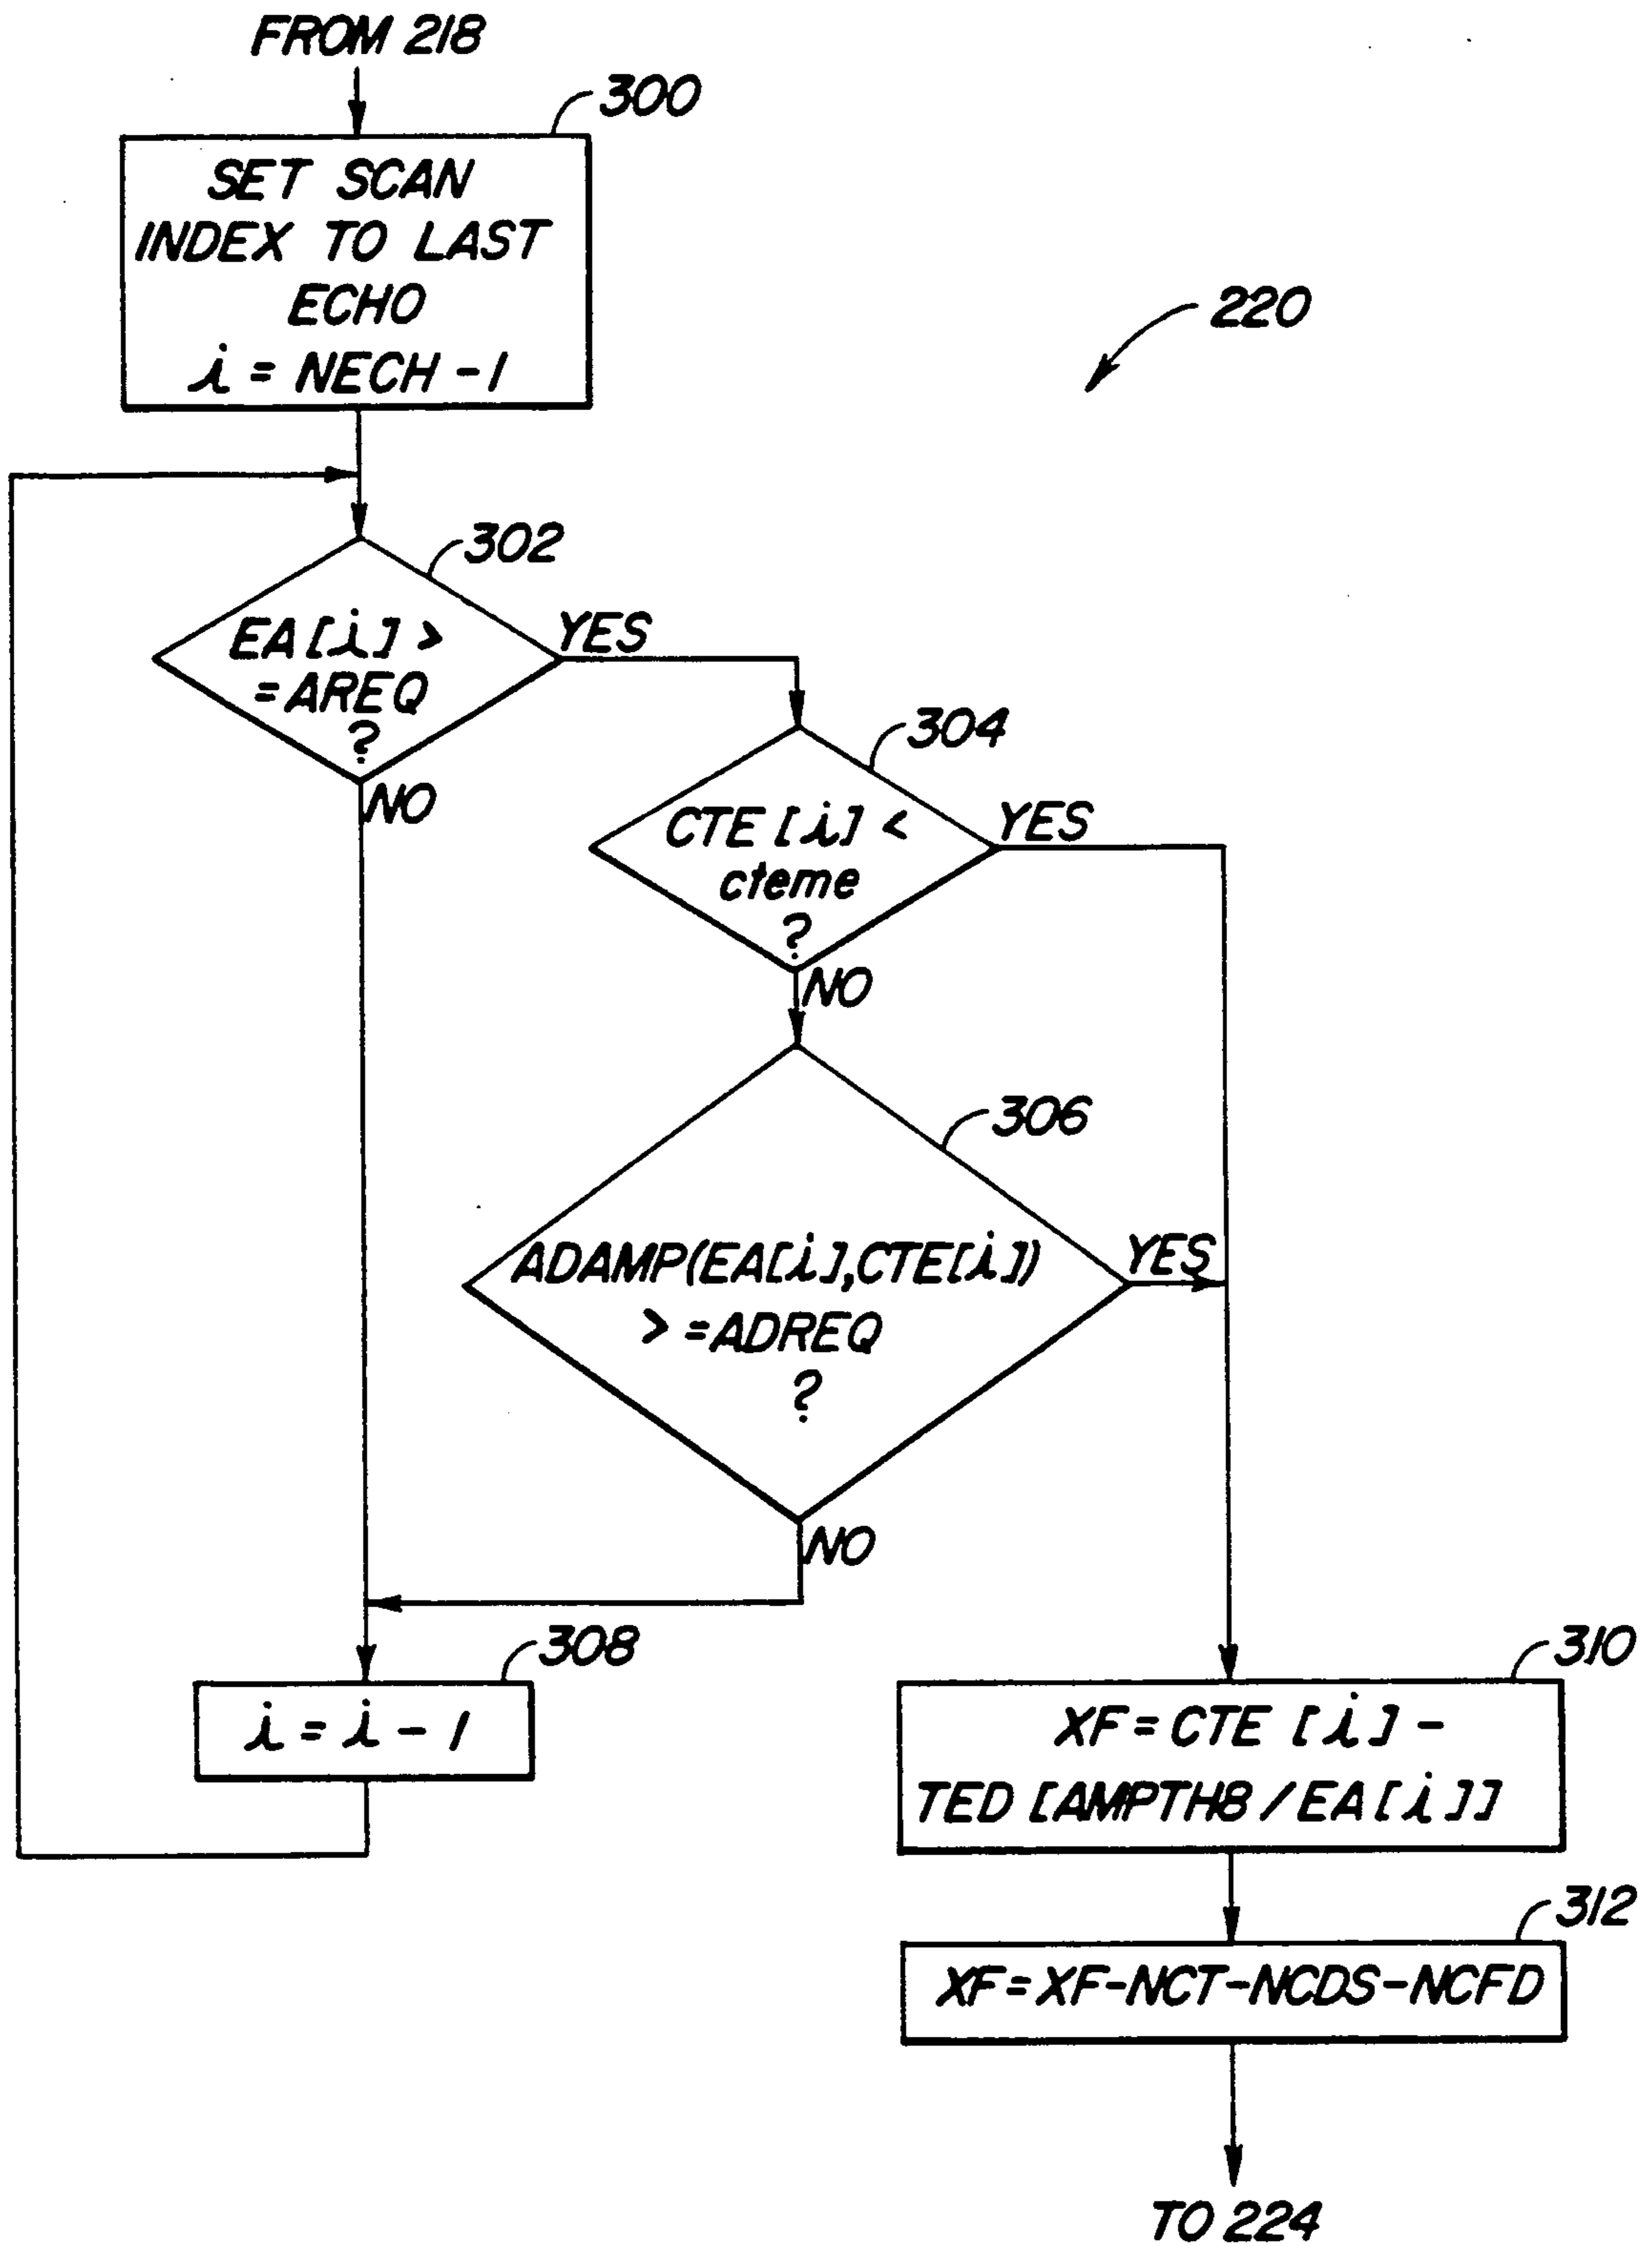 FROM 218
300
SET SCAN
INDEX TO LAST
ECHO
i = NECH - 1
220
302
EA[i] >
= AREQ
?
YES
NO
304
CTE [i] <
cteme
?
YES
NO
306
ADAMP(EA[i],CTE[i])
> = ADREQ
?
YES
NO
308
i = i - 1
310
XF = CTE [i] -
TED [AMPTH8 / EA[i]]
312
XF = XF-NCT-NCDS-NCFD
TO 224